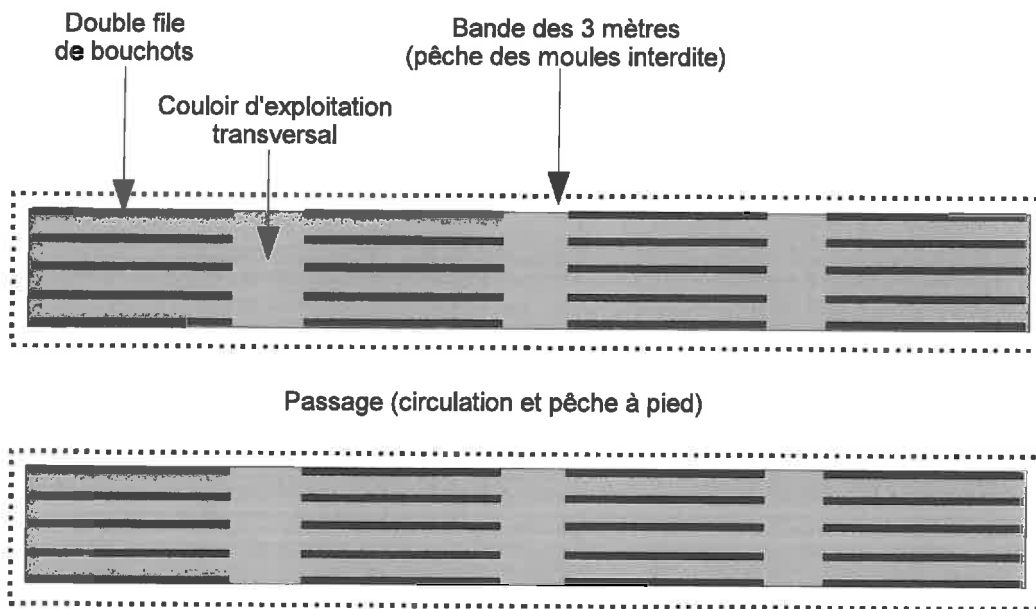 Double file
de bouchots
Bande des 3 mètres
(pêche des moules interdite)
Couloir d'exploitation
transversal
Passage (circulation et pêche à pied)